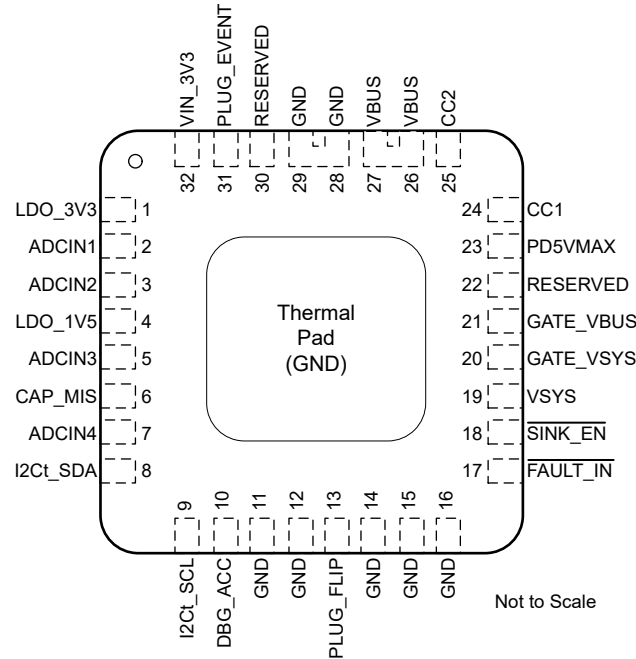 VIN_3V3
PLUG_EVENT
RESERVED
GND
GND
VBUS
VBUS
CC2
32
31
30
29
28
27
26
25
LDO_3V3 1
ADCIN1 2
ADCIN2 3
LDO_1V5 4
ADCIN3 5
CAP_MIS 6
ADCIN4 7
I2Ct_SDA 8
Thermal
Pad
(GND)
24 CC1
23 PD5VMAX
22 RESERVED
21 GATE_VBUS
20 GATE_VSYS
19 VSYS
18 SINK_EN
17 FAULT_IN
9
10
11
12
13
14
15
16
I2Ct_SCL
DBG_ACC
GND
GND
PLUG_FLIP
GND
GND
GND
Not to Scale